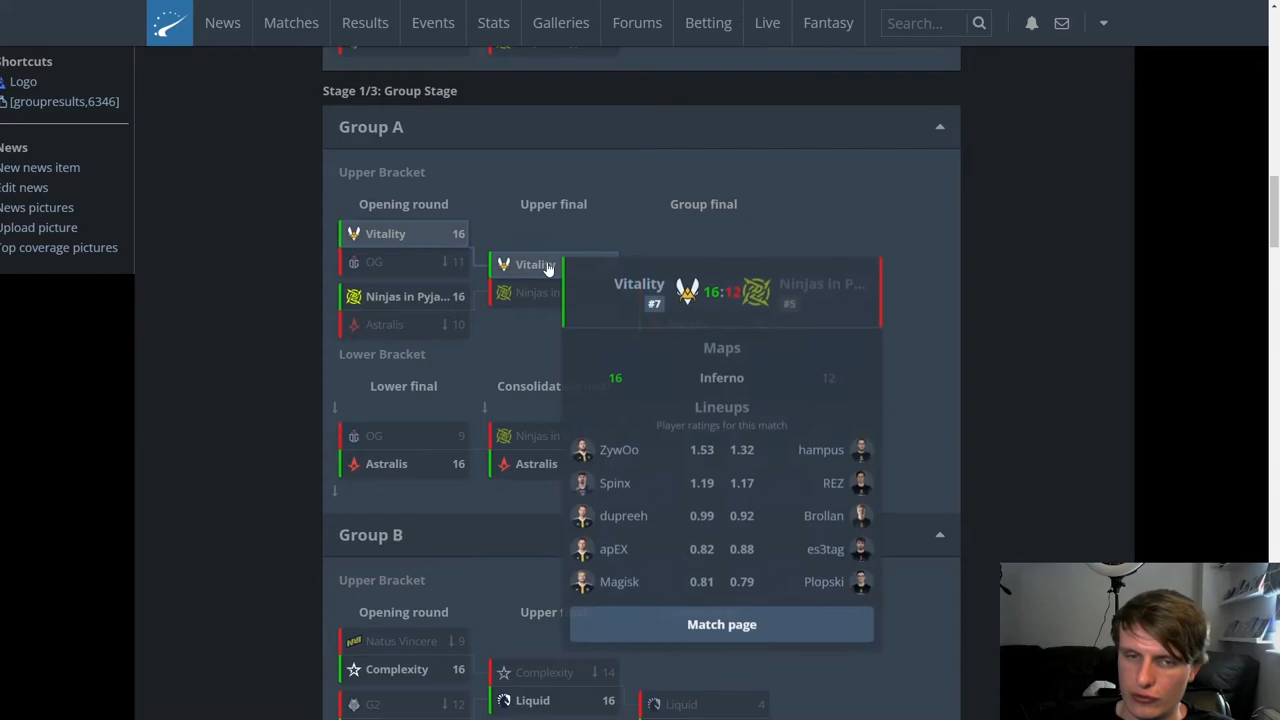 News
Matches
Results
Events
Stats
Galleries
Forums
Betting
Live
Fantasy
Search...
Shortcuts
Logo
[groupresults,6346]
News
New news item
Edit news
News pictures
Upload picture
Top coverage pictures
Stage 1/3: Group Stage
Group A
Upper Bracket
Opening round
Upper final
Group final
Vitality 16
OG ↓ 11
Ninjas in Pyja... 16
Astralis ↓ 10
Vitality
Ninjas in
Lower Bracket
Lower final
Consolidat
OG 9
Astralis 16
Ninjas in
Astralis
Vitality 16:12 Ninjas in P...
#7 #5
Maps
16 Inferno 12
Lineups
Player ratings for this match
ZywOo 1.53 1.32 hampus
Spinx 1.19 1.17 REZ
dupreeh 0.99 0.92 Brollan
apEX 0.82 0.88 es3tag
Magisk 0.81 0.79 Plopski
Match page
Group B
Upper Bracket
Opening round
Upper f
Natus Vincere ↓ 9
Complexity 16
G2 ↓ 12
Complexity ↓ 14
Liquid 16
Liquid 4